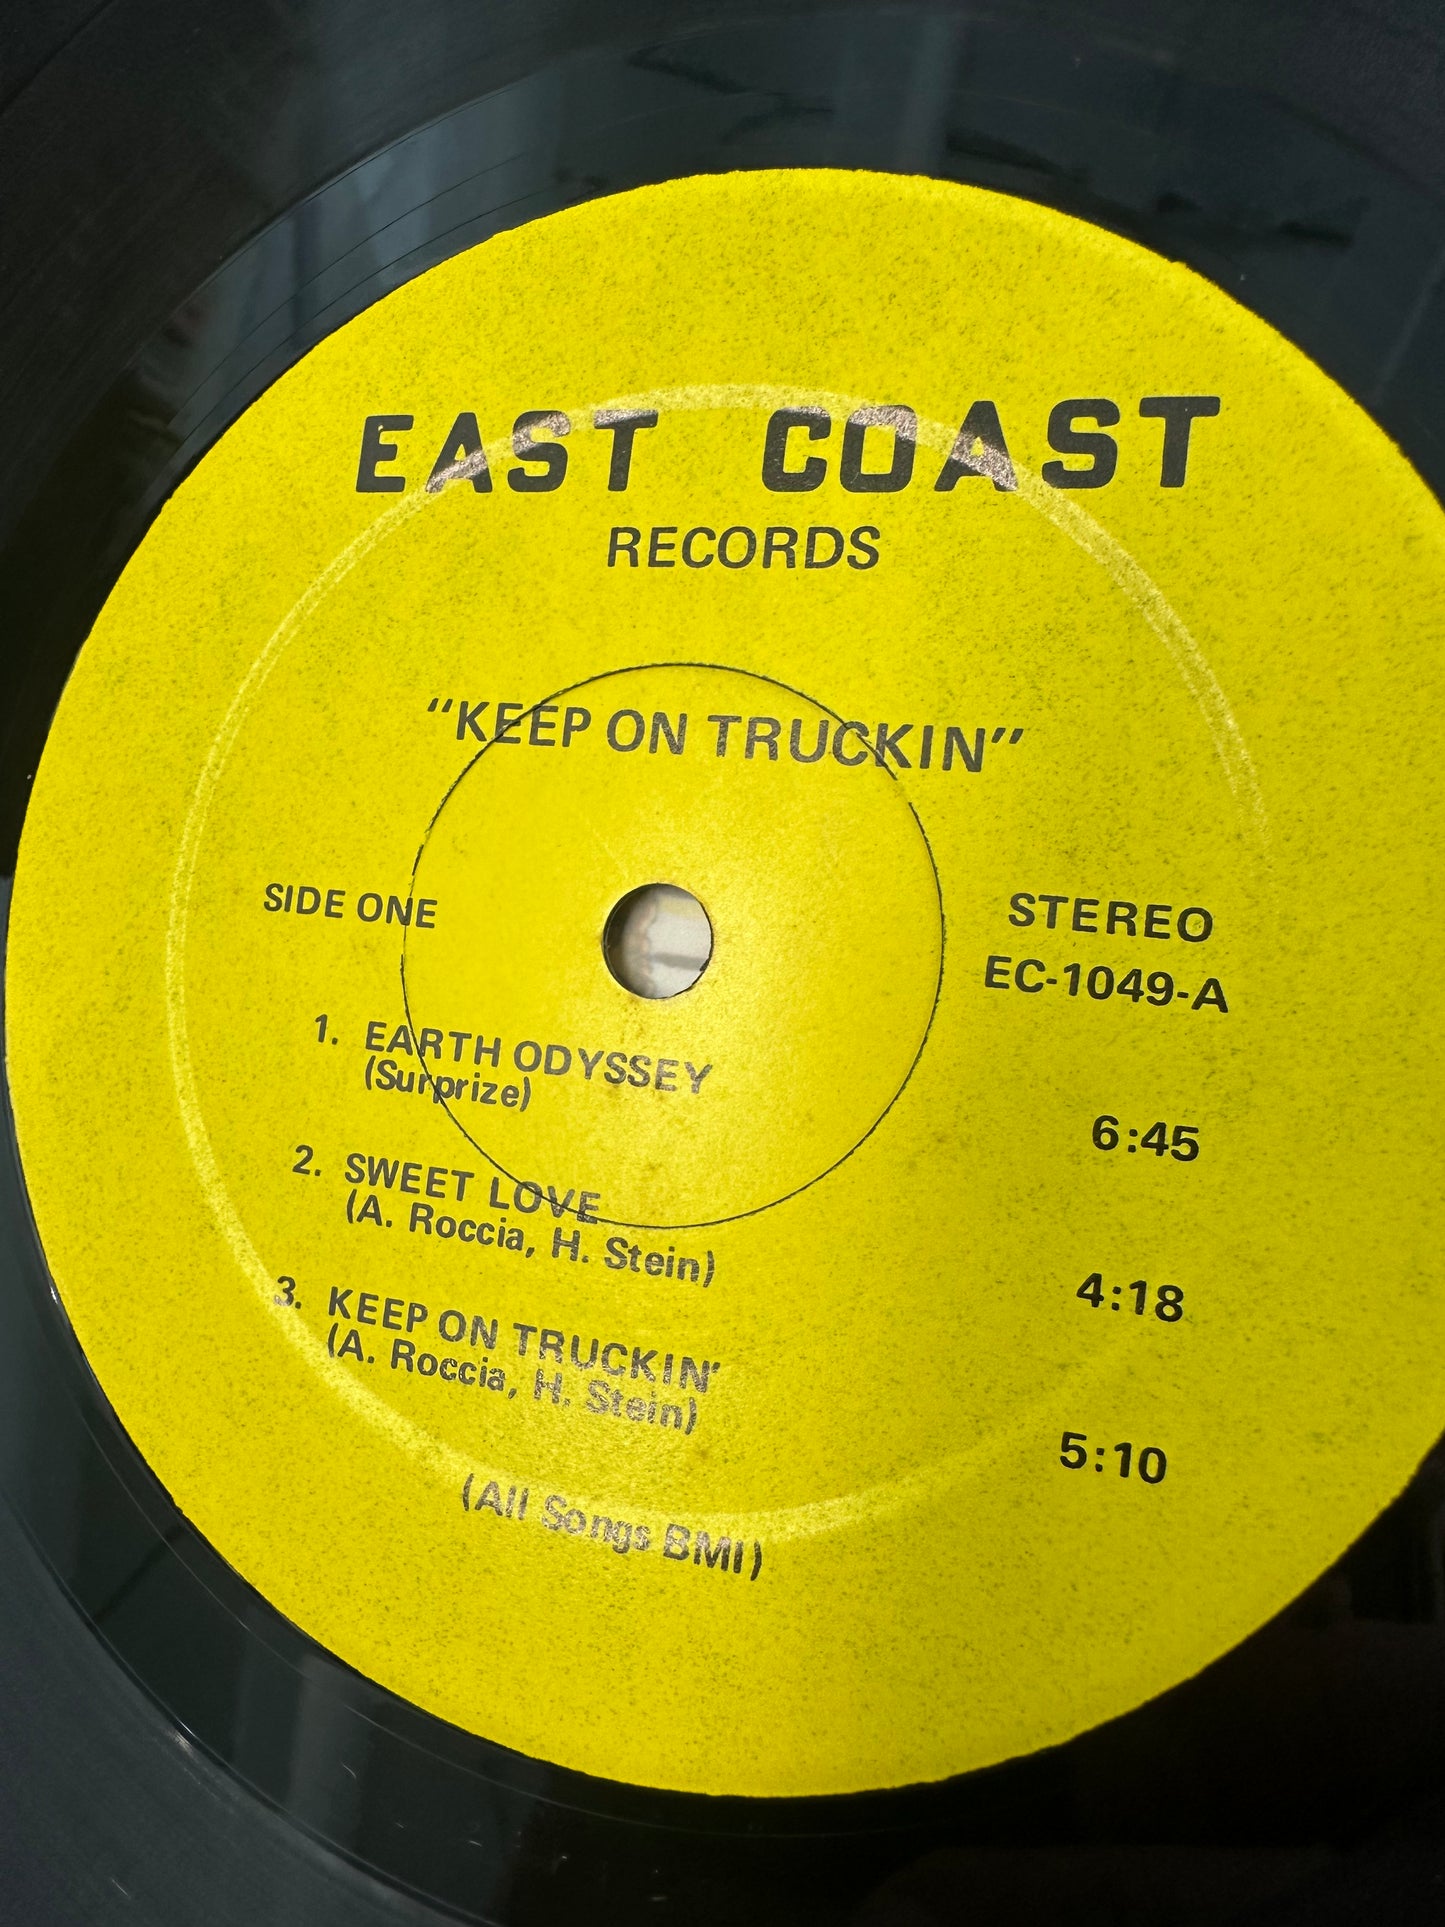 EAST COAST
RECORDS
"KEEP ON TRUCKIN"
SIDE ONE
STEREO
EC-1049-A
1. EARTH ODYSSEY
(Surprize)
6:45
2. SWEET LOVE
(A. Roccia, H. Stein)
4:18
3. KEEP ON TRUCKIN'
(A. Roccia, H. Stein)
5:10
(All Songs BMI)